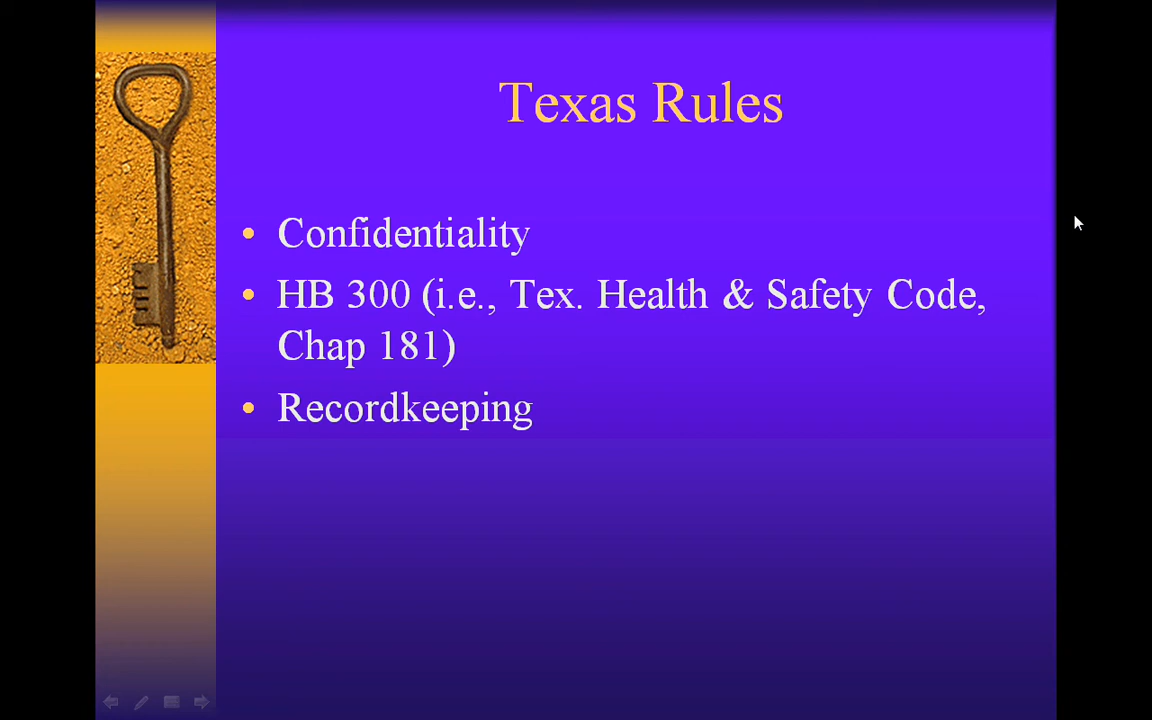 Texas Rules
• Confidentiality
• HB 300 (i.e., Tex. Health & Safety Code,
Chap 181)
• Recordkeeping